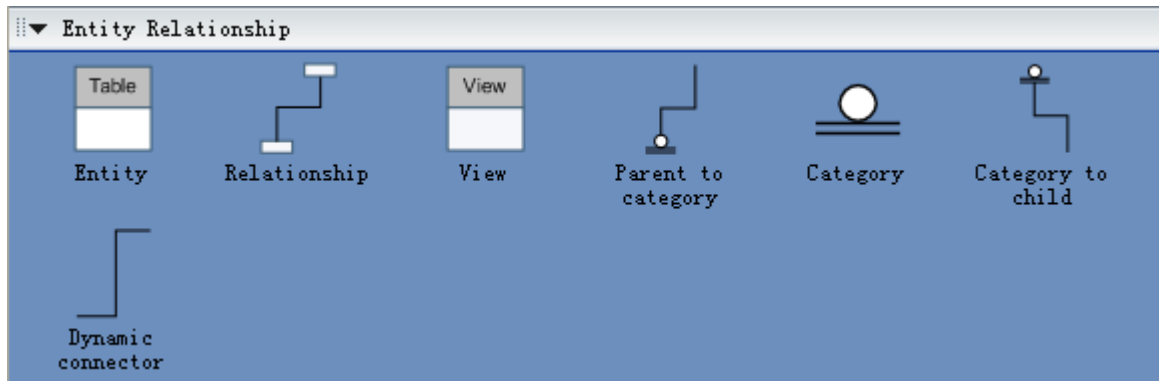 Entity Relationship
Table
View
Entity
Relationship
View
Parent to
category
Category
Category to
child
Dynamic
connector